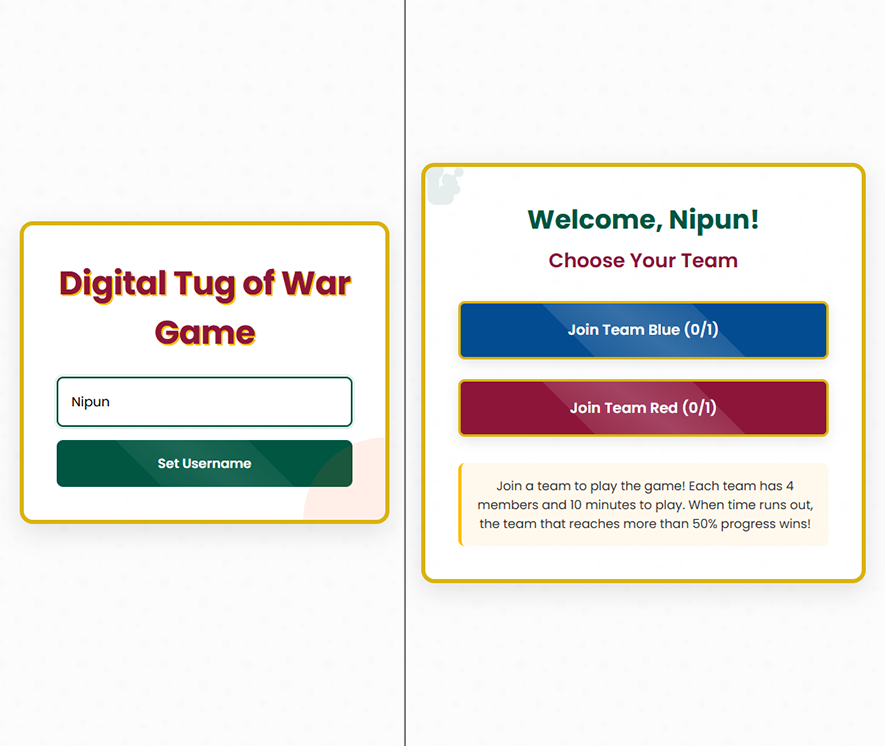 Digital Tug of War
Game
Nipun
Set Username
Welcome, Nipun!
Choose Your Team
Join Team Blue (0/1)
Join Team Red (0/1)
Join a team to play the game! Each team has 4
members and 10 minutes to play. When time runs out,
the team that reaches more than 50% progress wins!